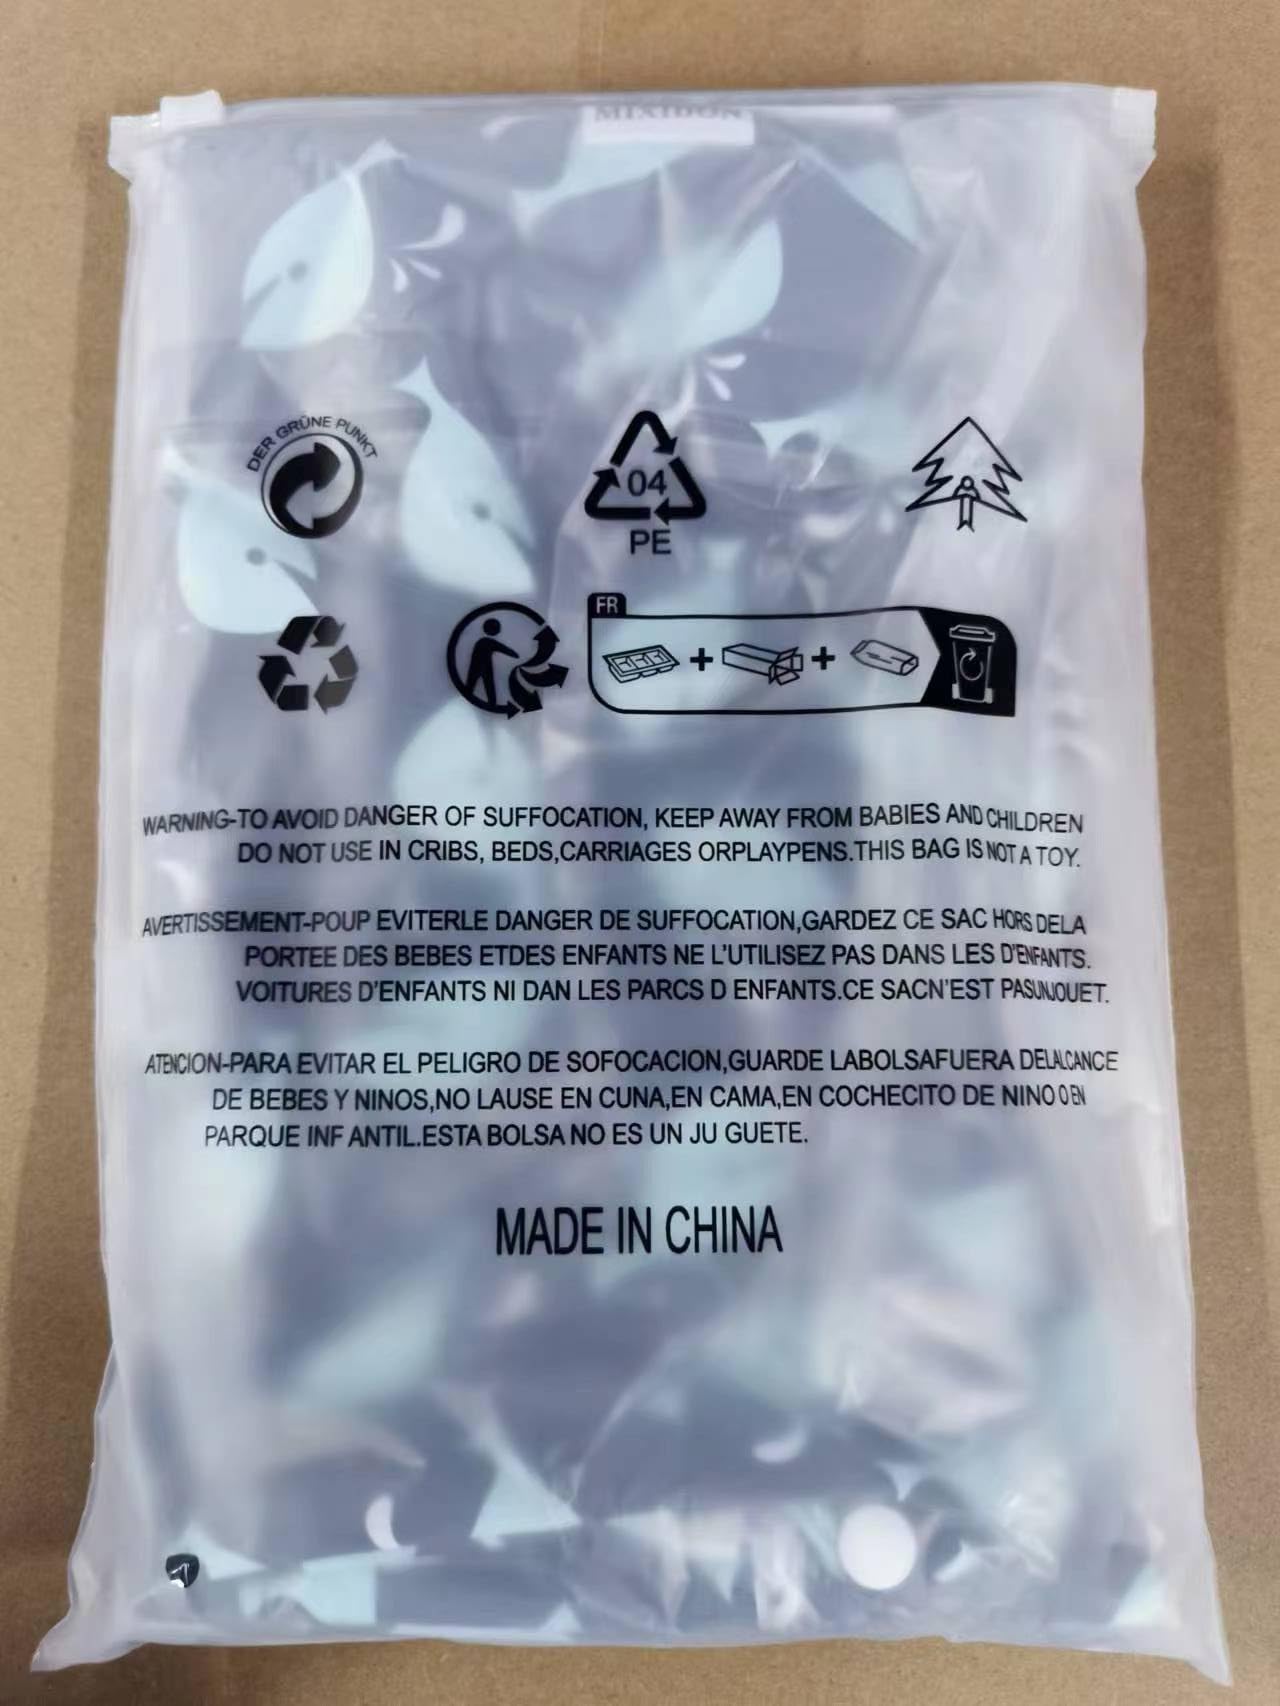 MIXIBON
DER GRÜNE PUNKT
04
PE
FR
WARNING-TO AVOID DANGER OF SUFFOCATION, KEEP AWAY FROM BABIES AND CHILDREN
DO NOT USE IN CRIBS, BEDS,CARRIAGES ORPLAYPENS.THIS BAG IS NOT A TOY.
AVERTISSEMENT-POUP EVITERLE DANGER DE SUFFOCATION,GARDEZ CE SAC HORS DELA
PORTEE DES BEBES ETDES ENFANTS NE L'UTILISEZ PAS DANS LES D'ENFANTS.
VOITURES D'ENFANTS NI DAN LES PARCS D ENFANTS.CE SACN'EST PASUNJOUET.
ATENCION-PARA EVITAR EL PELIGRO DE SOFOCACION,GUARDE LABOLSAFUERA DELALCANCE
DE BEBES Y NINOS,NO LAUSE EN CUNA,EN CAMA,EN COCHECITO DE NINO O EN
PARQUE INF ANTIL.ESTA BOLSA NO ES UN JU GUETE.
MADE IN CHINA